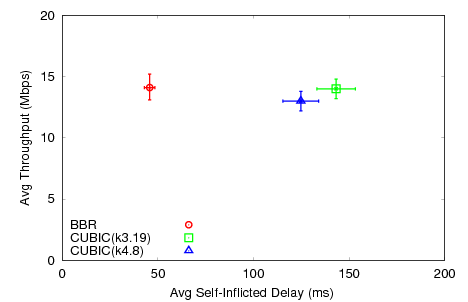 20
15
10
5
0
Avg Throughput (Mbps)
BBR
CUBIC(k3.19)
CUBIC(k4.8)
0 50 100 150 200
Avg Self-Inflicted Delay (ms)